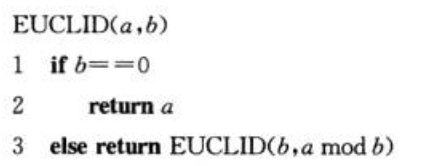 EUCLID(a,b)
1 if b==0
2 return a
3 else return EUCLID(b,a mod b)